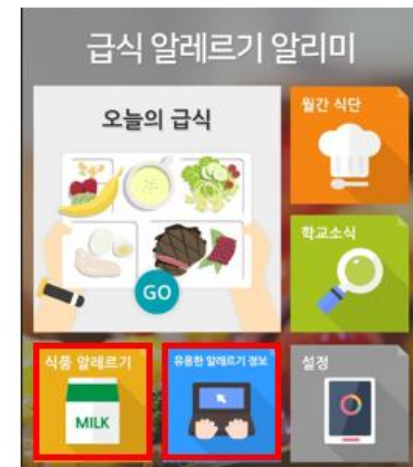 급식 알레르기 알리미
오늘의 급식
GO
월간 식단
학교소식
식품 알레르기
MILK
유용한 알레르기 정보
설정